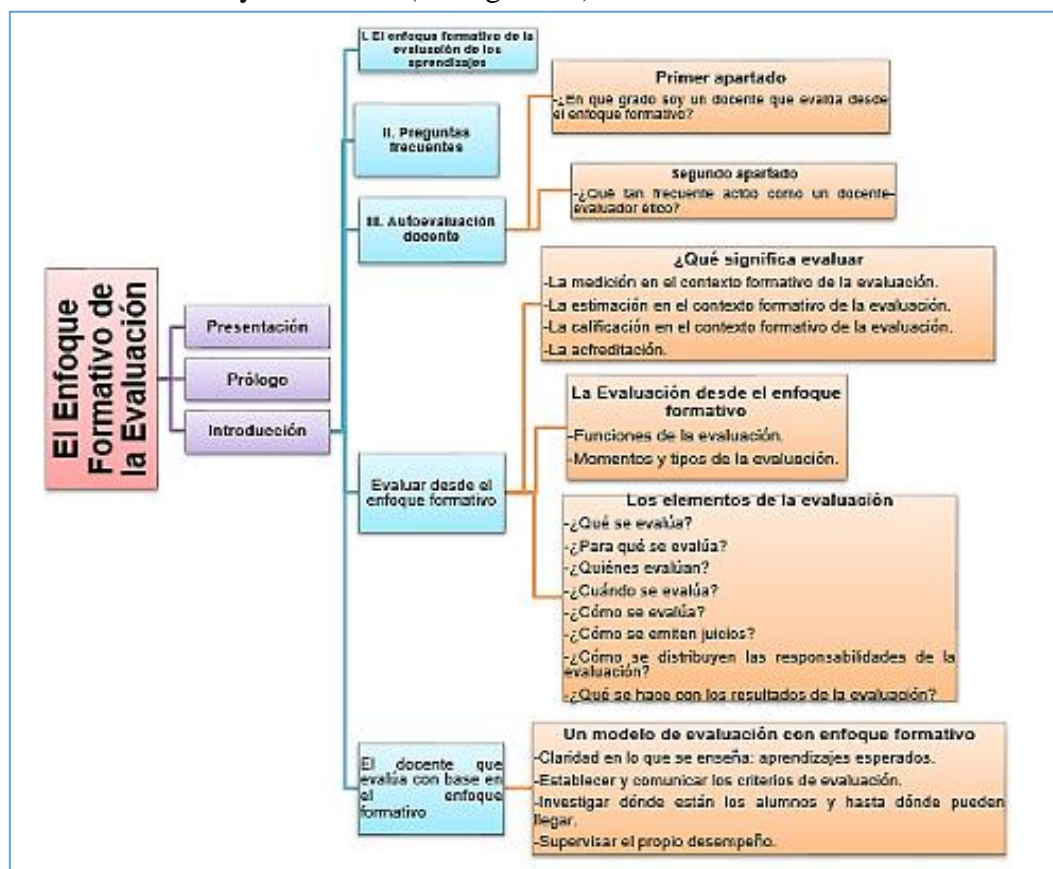 El Enfoque
Formativo de
la Evaluación
Presentación
Prólogo
Introducción
I. El enfoque formativo de la
evaluación de los
aprendizajes
II. Preguntas
frecuentes
III. Autoevaluación
docente
Primer apartado
-¿En qué grado soy un docente que evalúa desde
el enfoque formativo?
Segundo apartado
-¿Qué tan frecuente actúo como un docente-
evaluador ético?
Evaluar desde el
enfoque formativo
¿Qué significa evaluar
-La medición en el contexto formativo de la evaluación.
-La estimación en el contexto formativo de la evaluación.
-La calificación en el contexto formativo de la evaluación.
-La acfreditación.
La Evaluación desde el enfoque
formativo
-Funciones de la evaluación.
-Momentos y tipos de la evaluación.
Los elementos de la evaluación
-¿Qué se evalúa?
-¿Para qué se evalúa?
-¿Quiénes evalúan?
-¿Cuándo se evalúa?
-¿Cómo se evalúa?
-¿Cómo se emiten juicios?
-¿Cómo se distribuyen las responsabilidades de la
evaluación?
-¿Qué se hace con los resultados de la evaluación?
El docente que
evalúa con base en
el enfoque
formativo
Un modelo de evaluación con enfoque formativo
-Claridad en lo que se enseña: aprendizajes esperados.
-Establecer y comunicar los criterios de evaluación.
-Investigar dónde están los alumnos y hasta dónde pueden
llegar.
-Supervisar el propio desempeño.